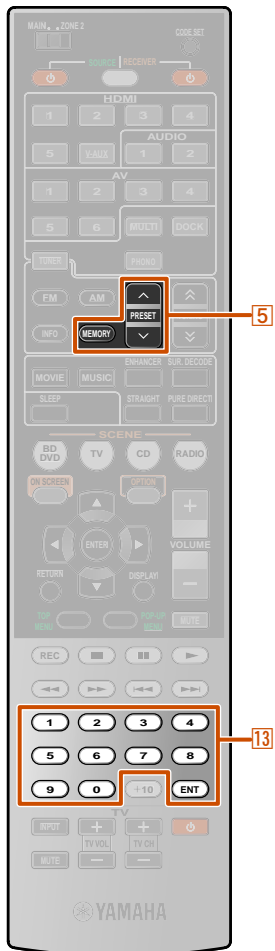 MAIN ZONE 2 CODE SET
SOURCE RECEIVER
HDMI
1 2 3 4
AUDIO
5 V-AUX 1 2
AV
1 2 3 4
5 6 MULTI DOCK
TUNER PHONO
FM AM
PRESET 5
INFO MEMORY
ENHANCER SUR. DECODE
MOVIE MUSIC
SLEEP STRAIGHT PURE DIRECT
SCENE
BD
DVD TV CD RADIO
ON SCREEN OPTION
ENTER VOLUME
RETURN DISPLAY
TOP
MENU POP-UP
MENU MUTE
REC
1 2 3 4
13
5 6 7 8
9 0 +10 ENT
TV
INPUT TV VOL TV CH
MUTE
YAMAHA